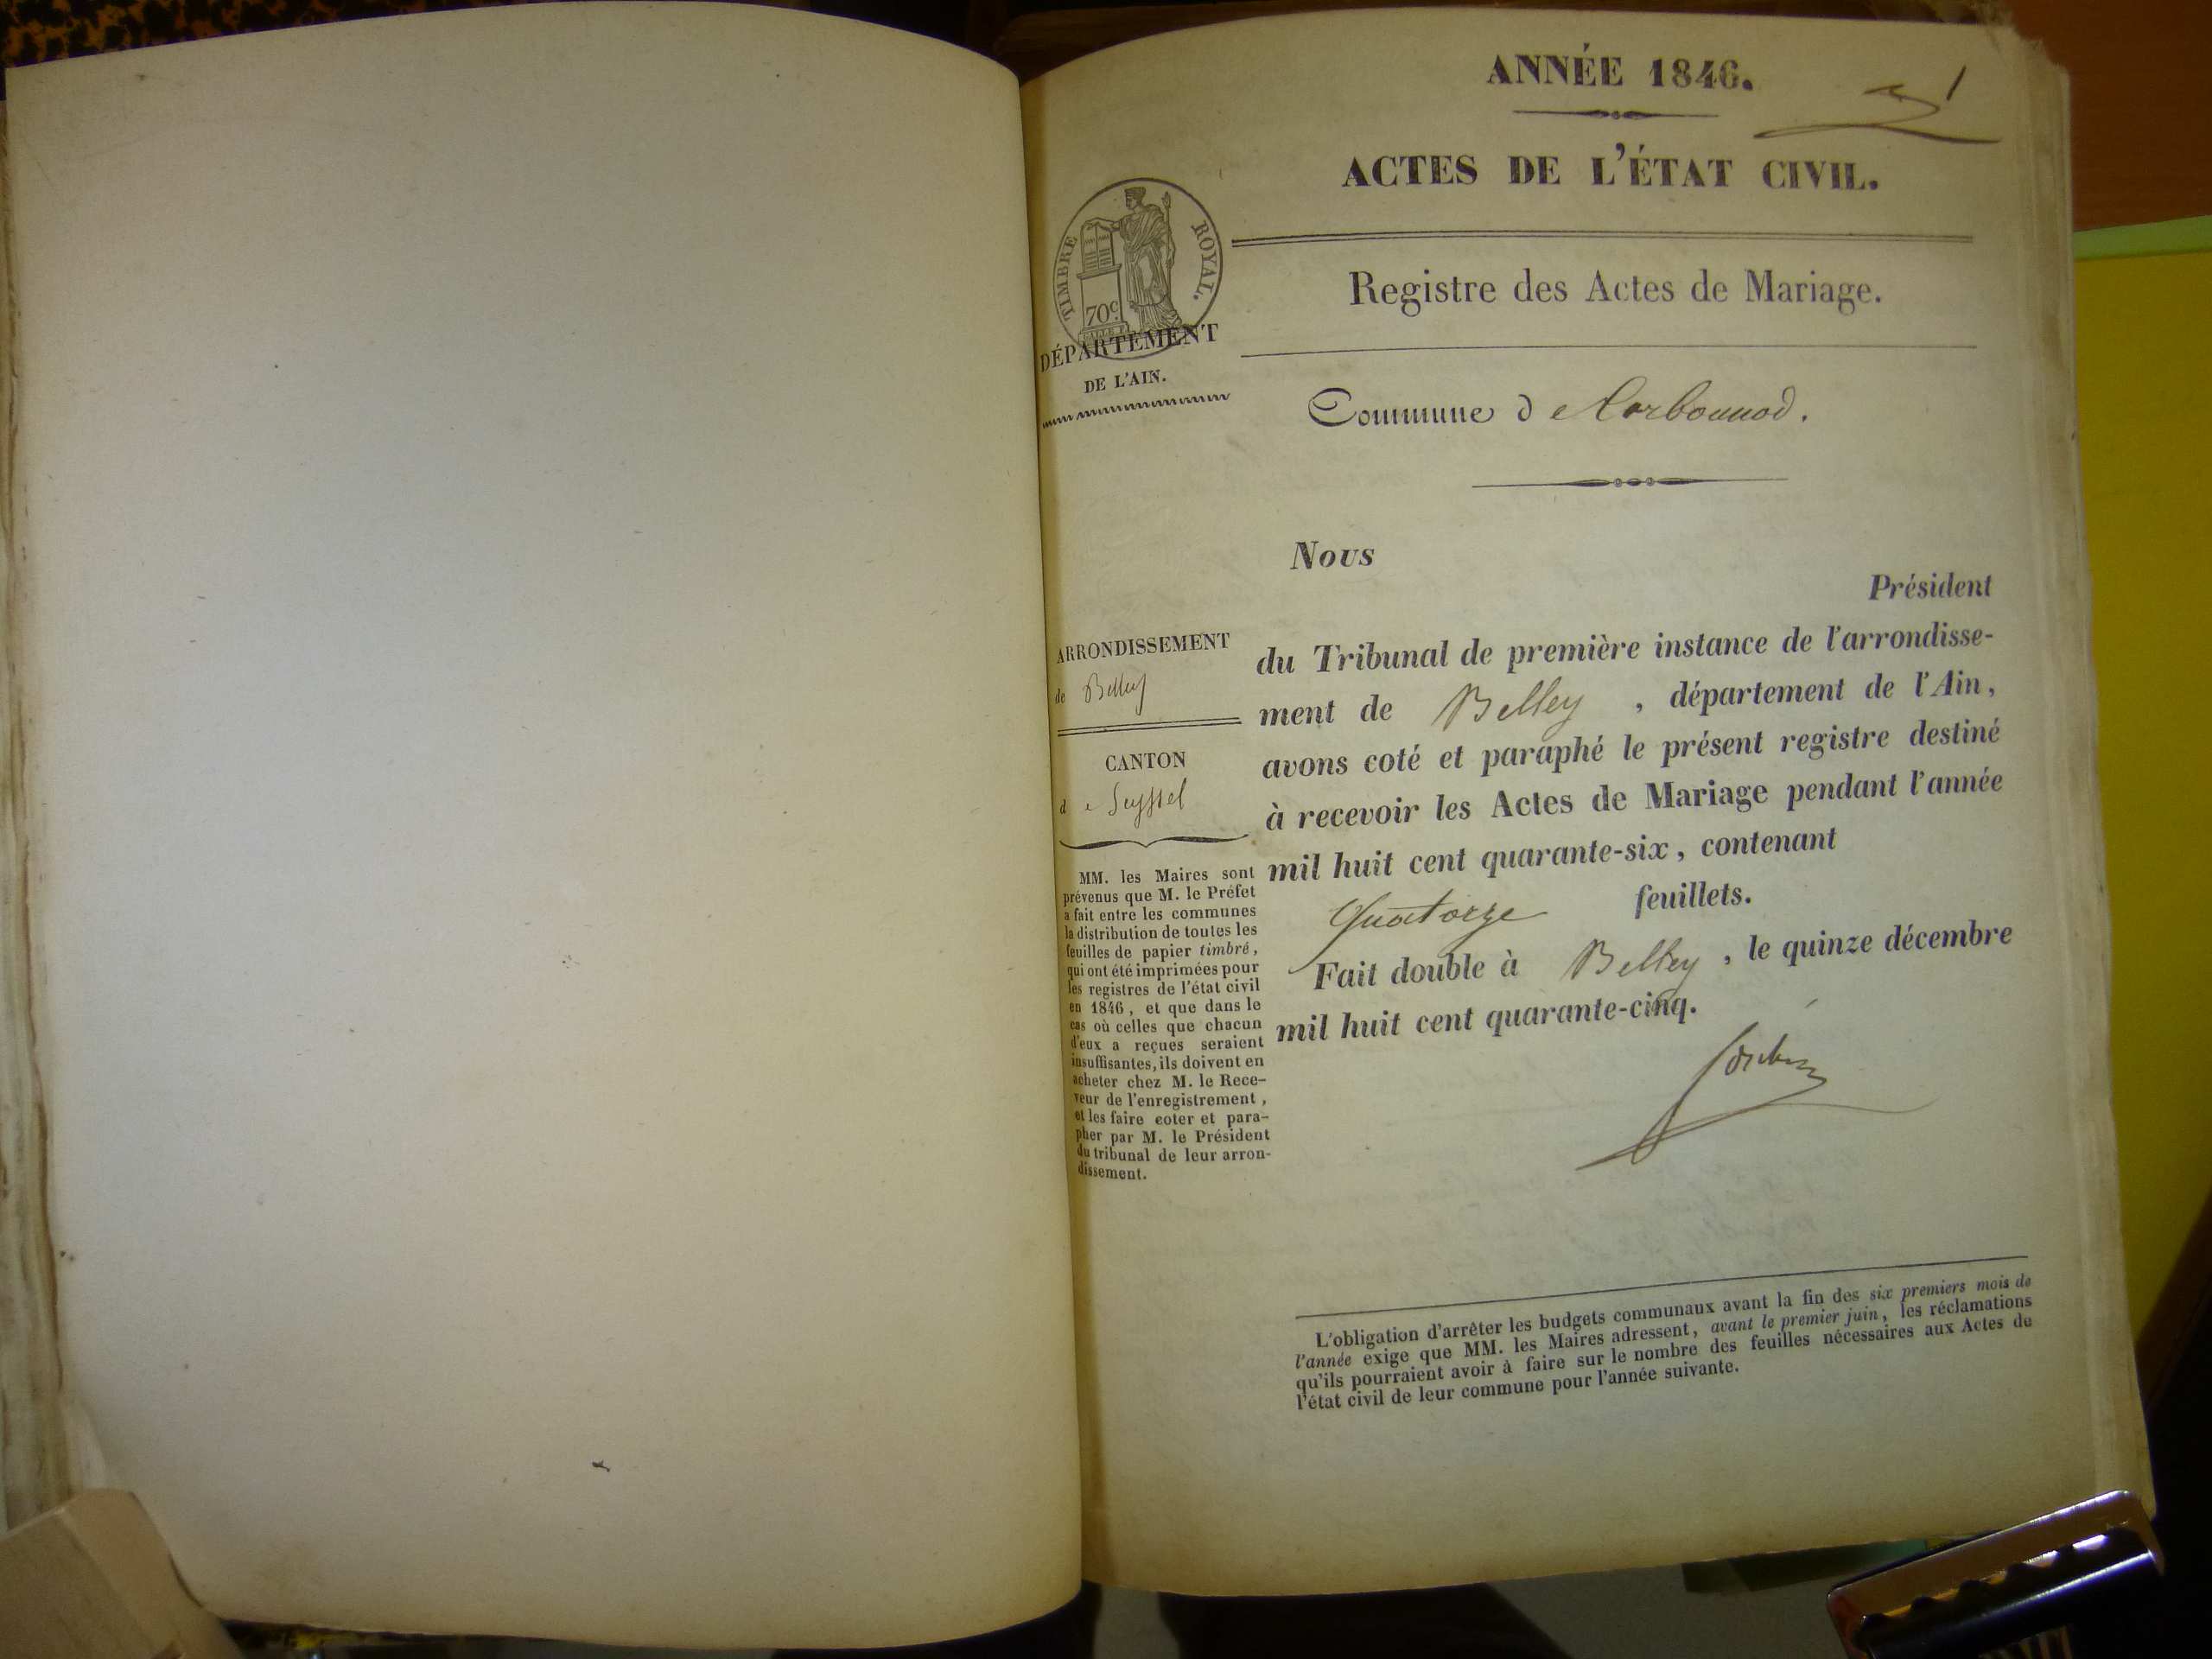 ANNÉE 1846.
1
ACTES DE L'ÉTAT CIVIL.
TIMBRE ROYAL.
70c
DÉPARTEMENT
DE L'AIN.
Registre des Actes de Mariage.
Commune de Corbonnod.
ARRONDISSEMENT
de Belley
CANTON
de Seyssel
MM. les Maires sont
prévenus que M. le Préfet
a fait entre les communes
la distribution de toutes les
feuilles de papier timbré,
qui ont été imprimées pour
les registres de l'état civil
en 1846, et que dans le
cas où celles que chacun
d'eux a reçues seraient
insuffisantes, ils doivent en
acheter chez M. le Rece-
veur de l'enregistrement,
et les faire coter et para-
pher par M. le Président
du tribunal de leur arron-
dissement.
Nous
Président
du Tribunal de première instance de l'arrondisse-
ment de Belley, département de l'Ain,
avons coté et paraphé le présent registre destiné
à recevoir les Actes de Mariage pendant l'année
mil huit cent quarante-six, contenant
Quatorze feuillets.
Fait double à Belley, le quinze décembre
mil huit cent quarante-cinq.
L'obligation d'arrêter les budgets communaux avant la fin des six premiers mois de
l'année exige que MM. les Maires adressent, avant le premier juin, les réclamations
qu'ils pourraient avoir à faire sur le nombre des feuilles nécessaires aux Actes de
l'état civil de leur commune pour l'année suivante.